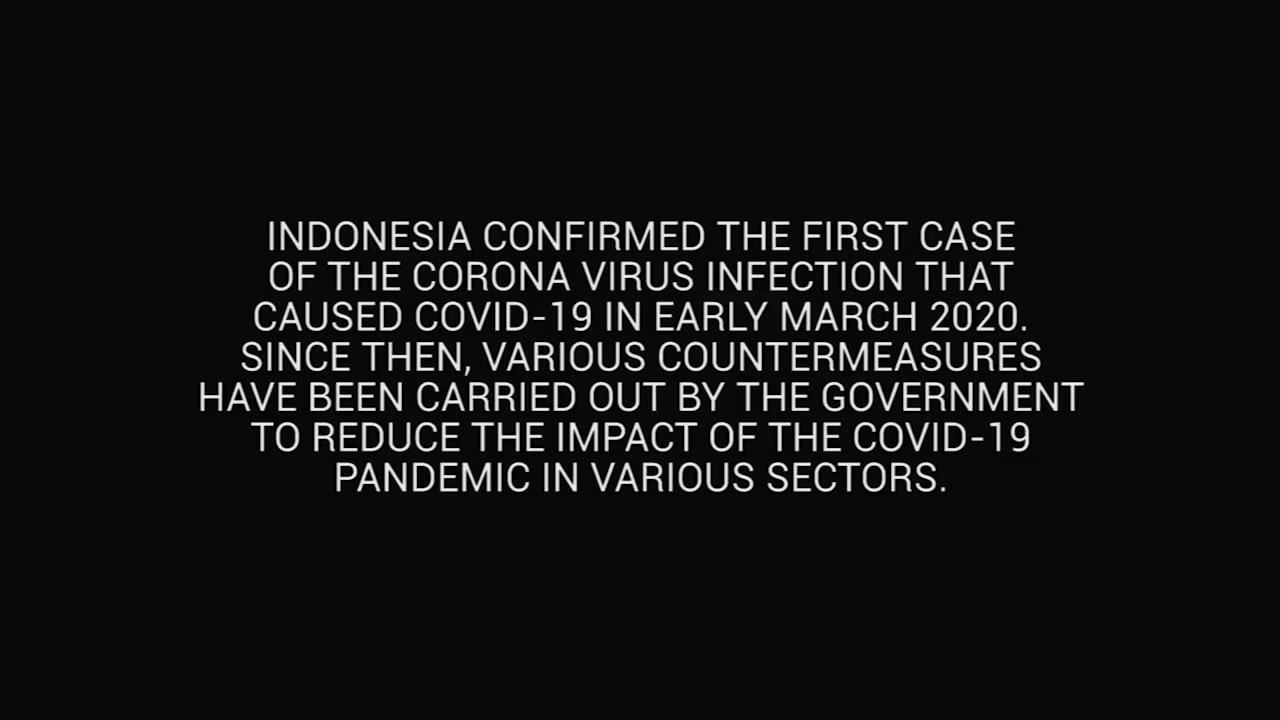 INDONESIA CONFIRMED THE FIRST CASE
OF THE CORONA VIRUS INFECTION THAT
CAUSED COVID-19 IN EARLY MARCH 2020.
SINCE THEN, VARIOUS COUNTERMEASURES
HAVE BEEN CARRIED OUT BY THE GOVERNMENT
TO REDUCE THE IMPACT OF THE COVID-19
PANDEMIC IN VARIOUS SECTORS.